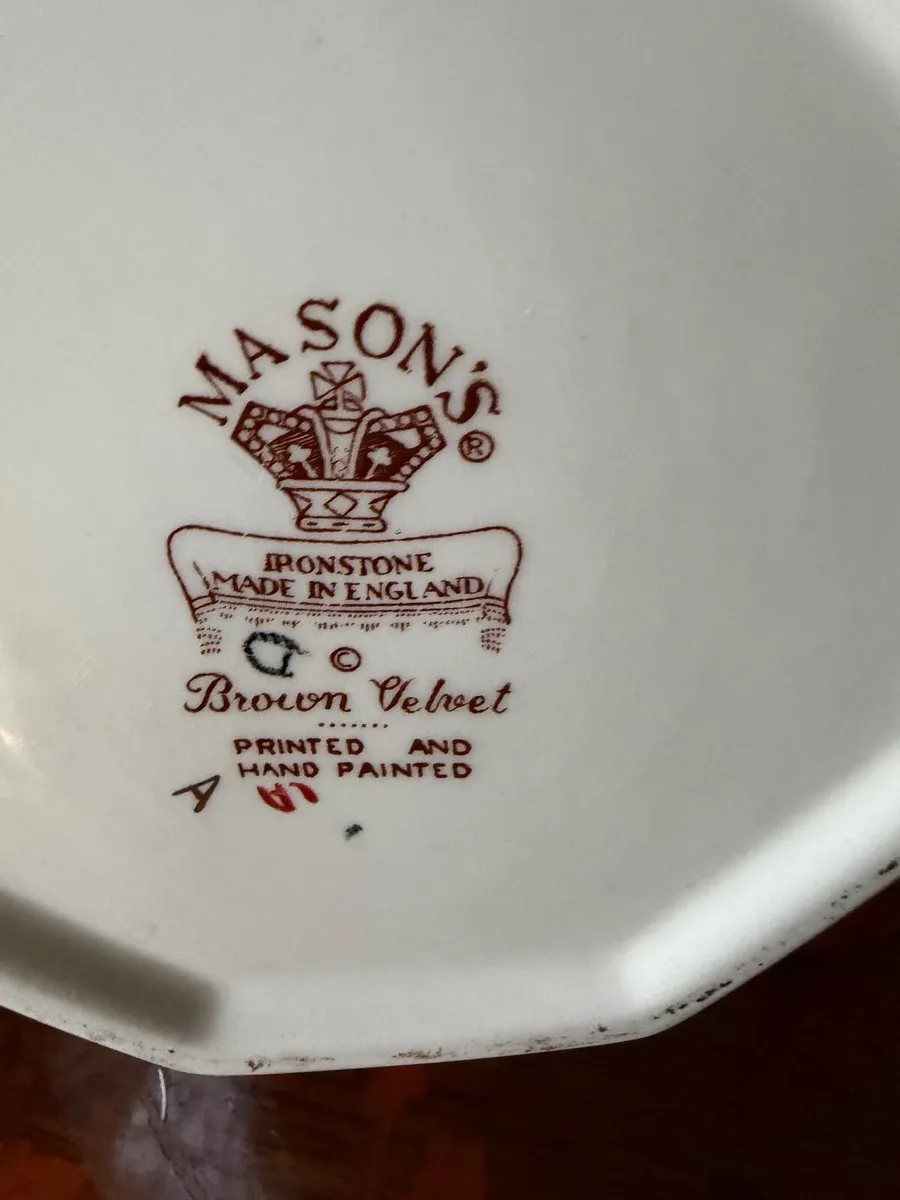 MASON'S ®
IRONSTONE
MADE IN ENGLAND
©
Brown Velvet
PRINTED AND
HAND PAINTED
A